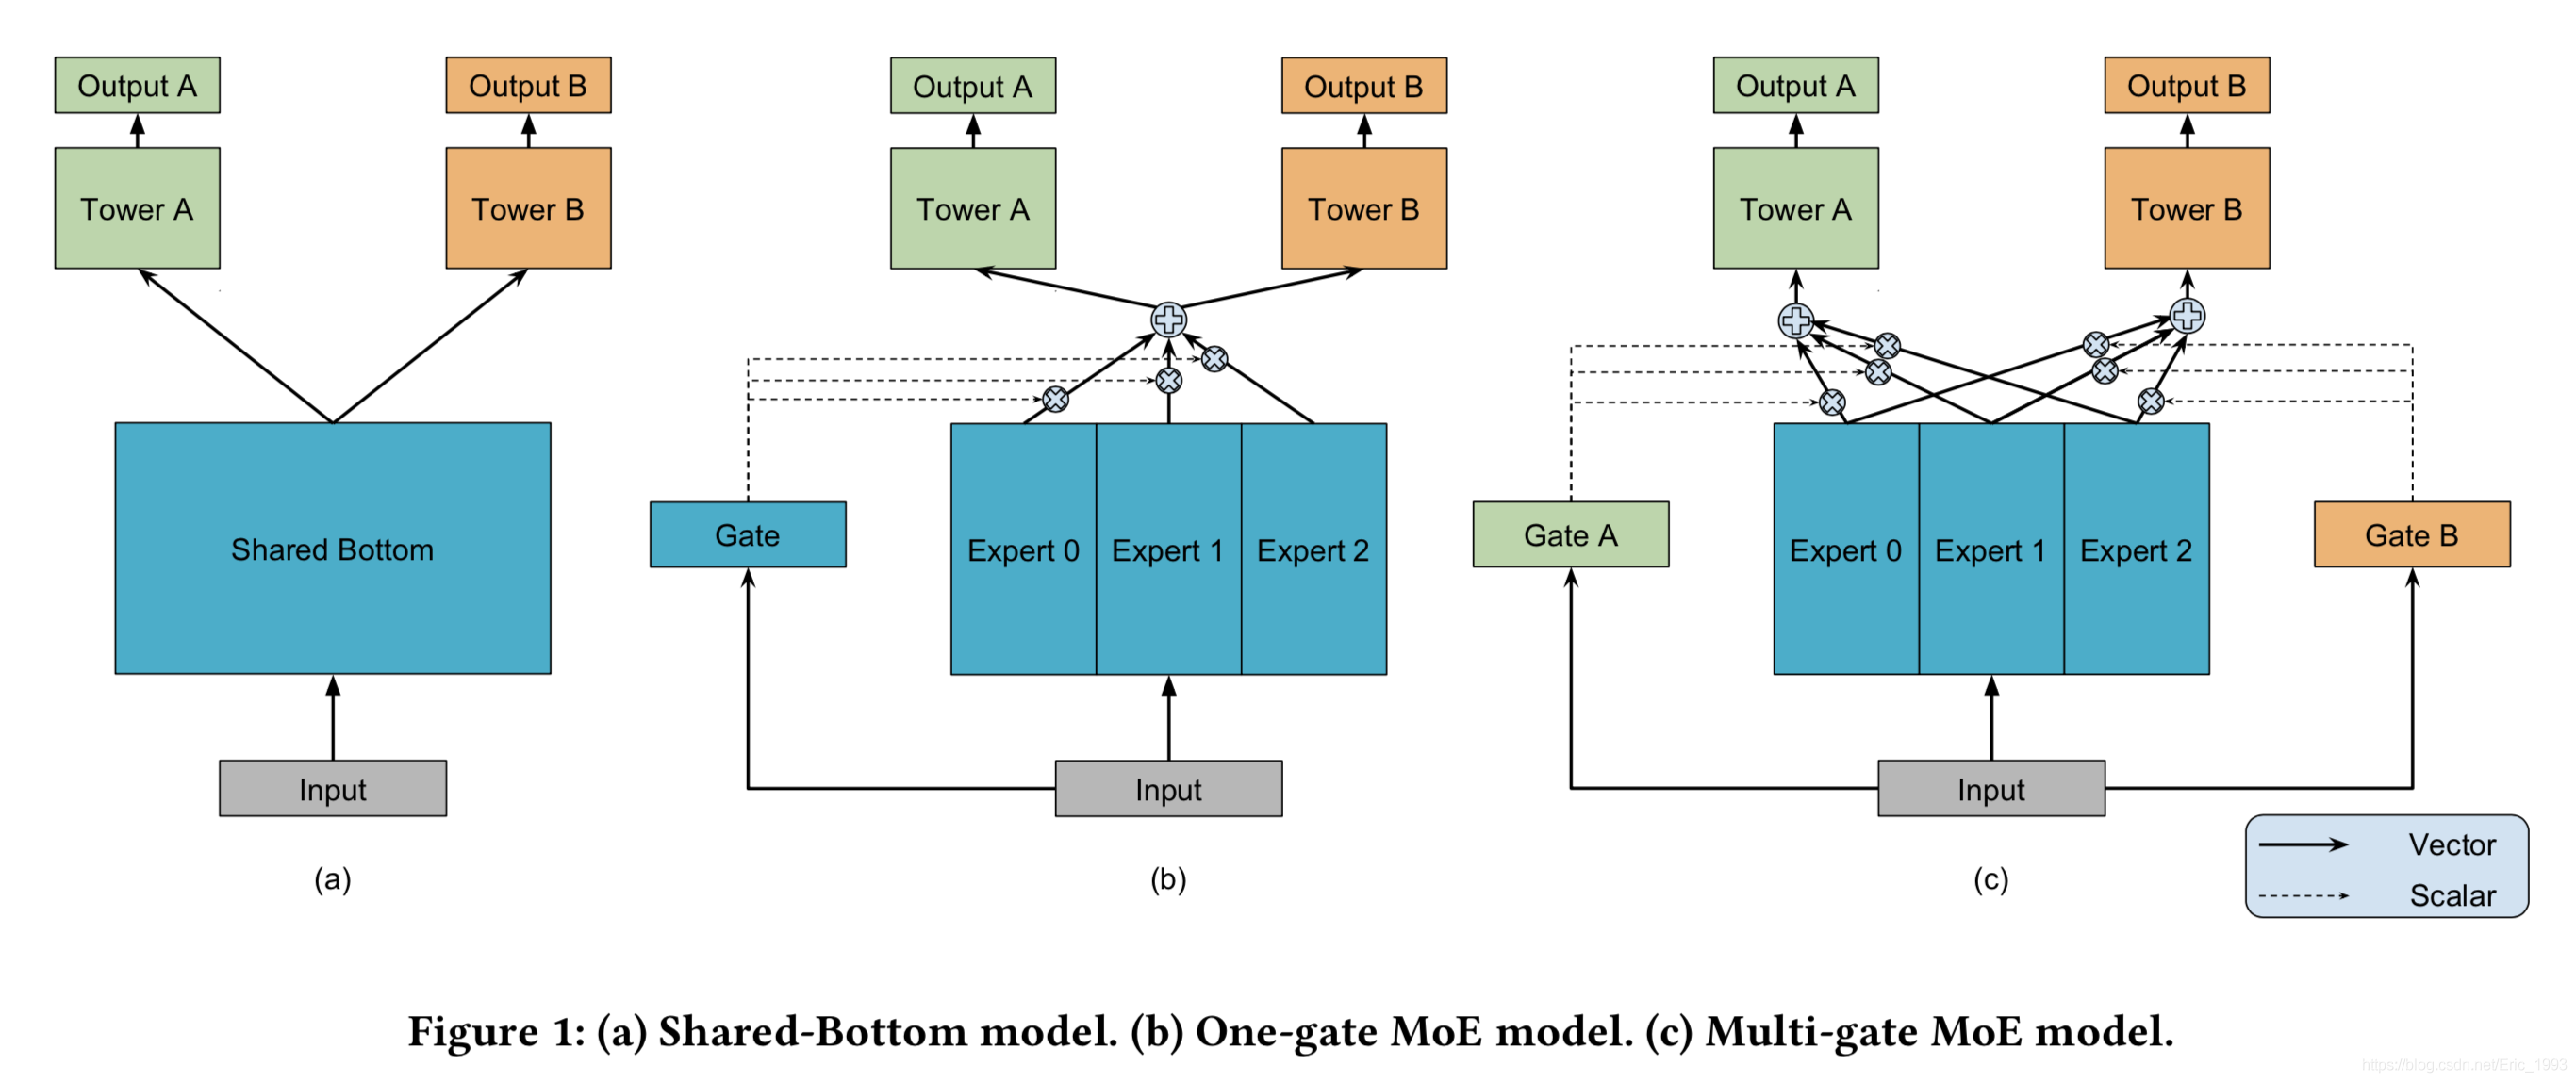 Output A
Output B
Tower A
Tower B
Shared Bottom
Input
(a)
Output A
Output B
Tower A
Tower B
Gate
Expert 0
Expert 1
Expert 2
Input
(b)
Output A
Output B
Tower A
Tower B
Gate A
Expert 0
Expert 1
Expert 2
Gate B
Input
(c)
Vector
Scalar
Figure 1: (a) Shared-Bottom model. (b) One-gate MoE model. (c) Multi-gate MoE model.
https://blog.csdn.net/Eric_1993